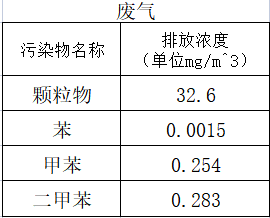 废气
污染物名称 排放浓度
(单位mg/m^3)
颗粒物 32.6
苯 0.0015
甲苯 0.254
二甲苯 0.283